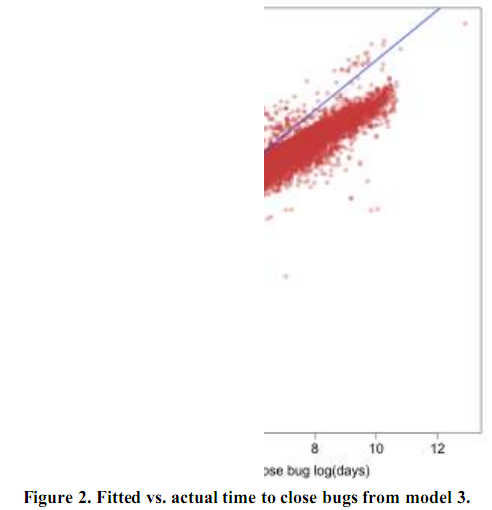 8 10 12
ose bug log(days)
Figure 2. Fitted vs. actual time to close bugs from model 3.